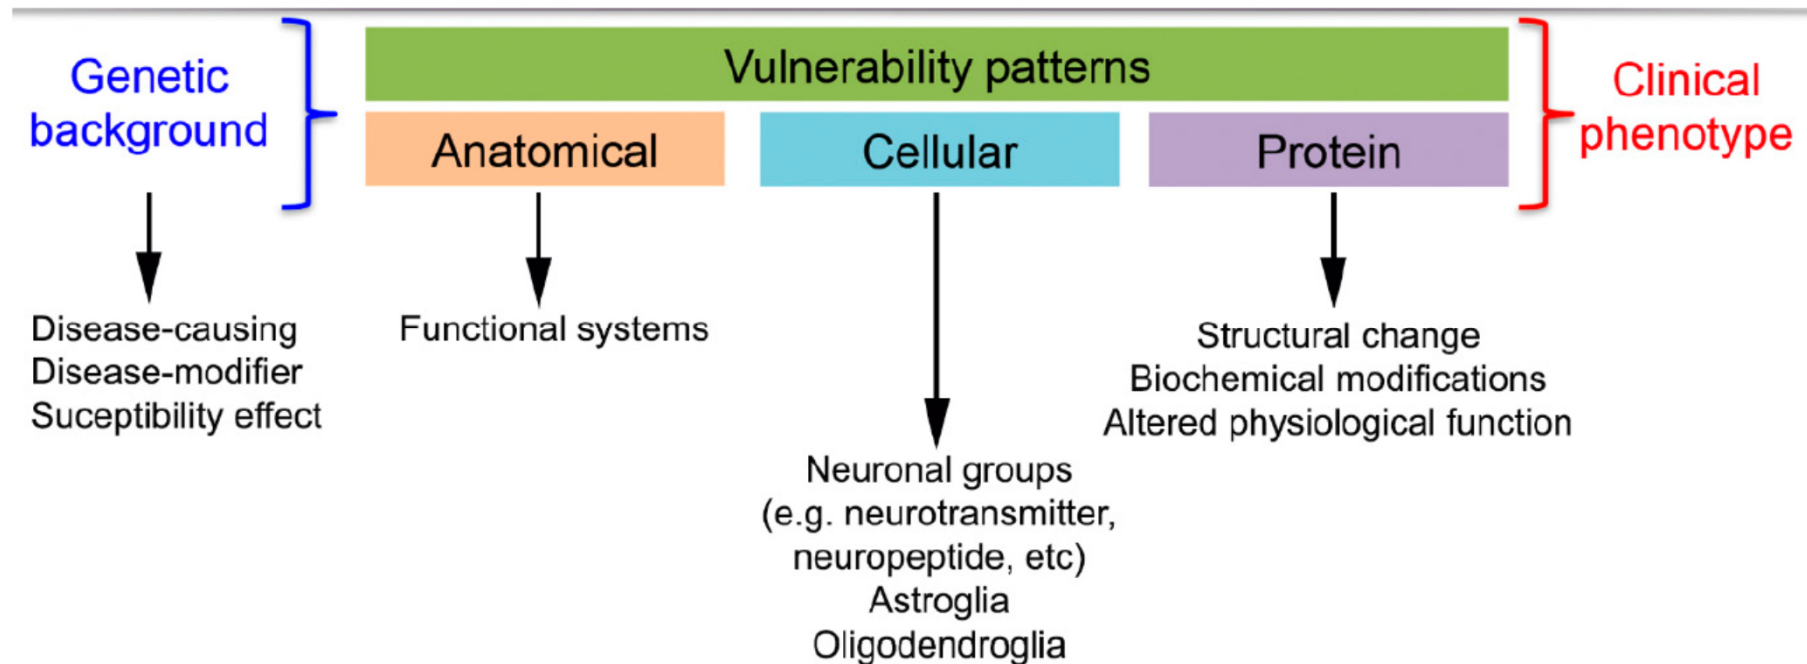 Genetic
background
Vulnerability patterns
Anatomical
Cellular
Protein
Clinical
phenotype
Disease-causing
Disease-modifier
Suceptibility effect
Functional systems
Structural change
Biochemical modifications
Altered physiological function
Neuronal groups
(e.g. neurotransmitter,
neuropeptide, etc)
Astroglia
Oligodendroglia